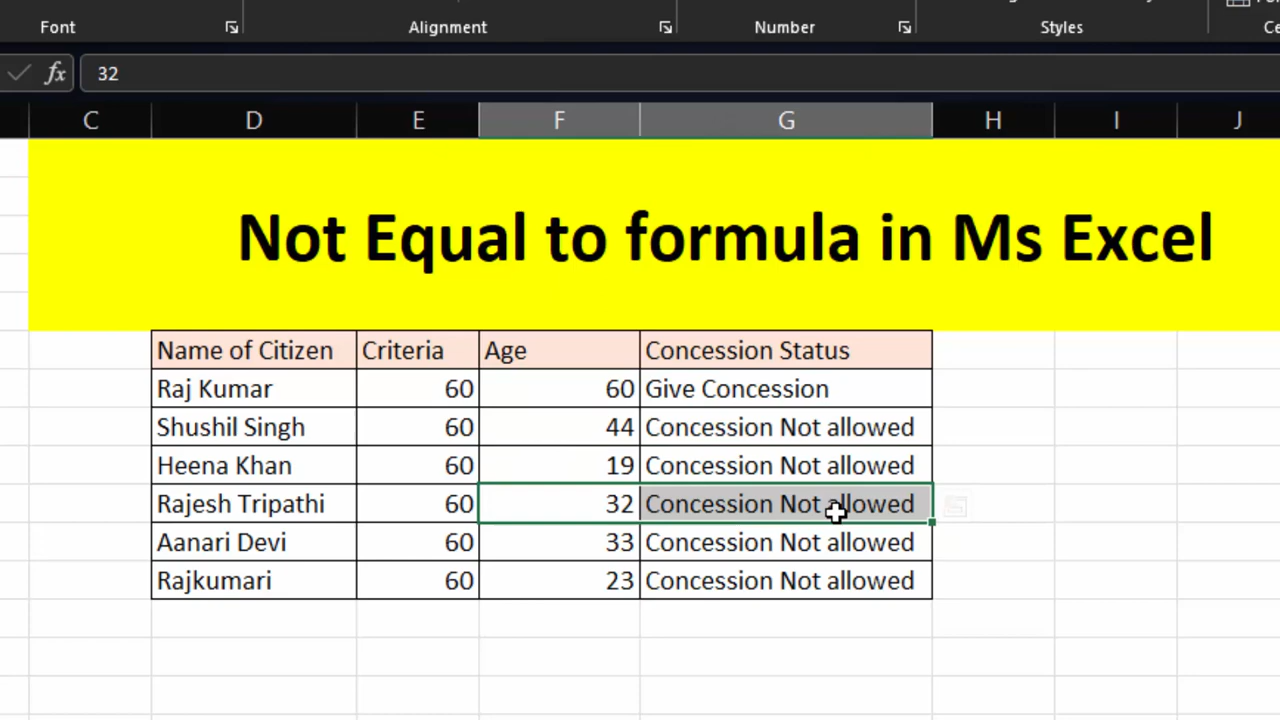 Font Alignment Number Styles
fx 32
C D E F G H I J
Not Equal to formula in Ms Excel
Name of Citizen Criteria Age Concession Status
Raj Kumar 60 60 Give Concession
Shushil Singh 60 44 Concession Not allowed
Heena Khan 60 19 Concession Not allowed
Rajesh Tripathi 60 32 Concession Not allowed
Aanari Devi 60 33 Concession Not allowed
Rajkumari 60 23 Concession Not allowed